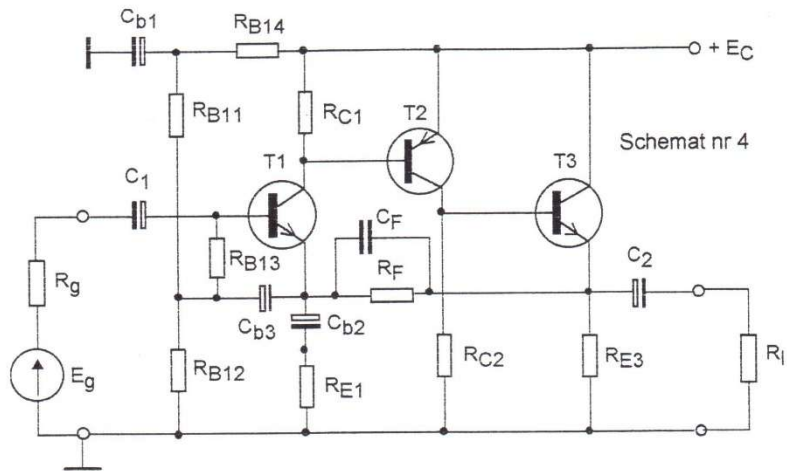 C_b1
R_B14
+ E_C
R_B11
R_C1
T2
T1
T3
Schemat nr 4
C_1
C_F
R_B13
R_F
C_2
R_g
C_b3
C_b2
E_g
R_B12
R_E1
R_C2
R_E3
R_l